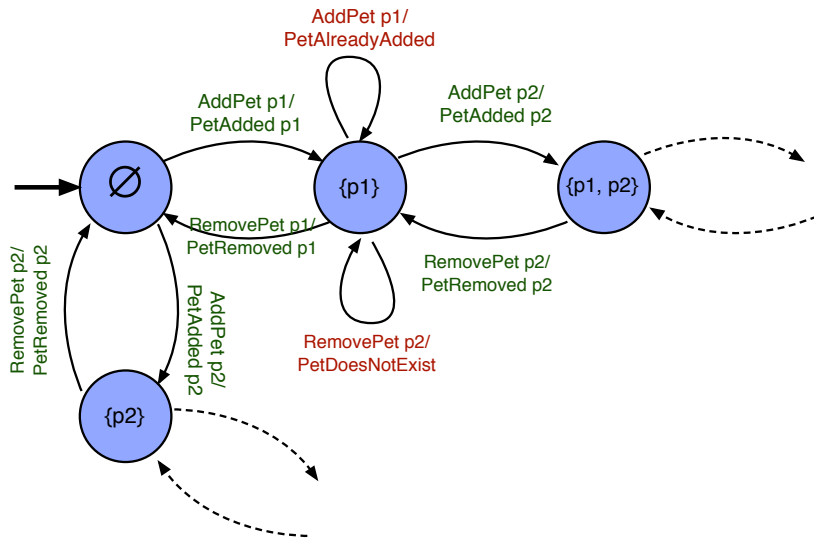 AddPet p1/
PetAlreadyAdded
AddPet p1/
PetAdded p1
AddPet p2/
PetAdded p2
∅
{p1}
{p1, p2}
RemovePet p1/
PetRemoved p1
RemovePet p2/
PetRemoved p2
RemovePet p2/
PetRemoved p2
AddPet p2/
PetAdded p2
RemovePet p2/
PetDoesNotExist
{p2}